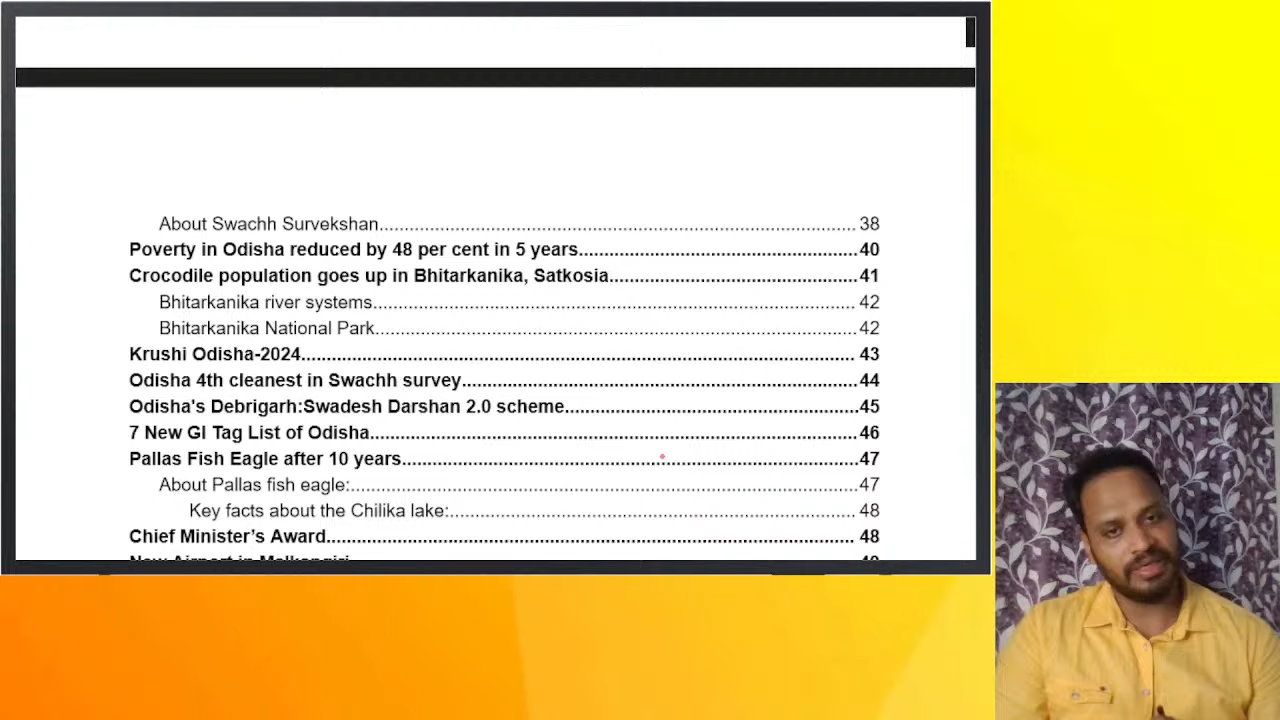 About Swachh Survekshan........................................................................................................ 38
Poverty in Odisha reduced by 48 per cent in 5 years......................................................40
Crocodile population goes up in Bhitarkanika, Satkosia................................................41
Bhitarkanika river systems................................................................................................ 42
Bhitarkanika National Park................................................................................................ 42
Krushi Odisha-2024............................................................................................................ 43
Odisha 4th cleanest in Swachh survey.............................................................................44
Odisha's Debrigarh:Swadesh Darshan 2.0 scheme.........................................................45
7 New GI Tag List of Odisha...............................................................................................46
Pallas Fish Eagle after 10 years.........................................................................................47
About Pallas fish eagle:.....................................................................................................47
Key facts about the Chilika lake:................................................................................. 48
Chief Minister’s Award....................................................................................................... 48
New Airport in Malkangiri